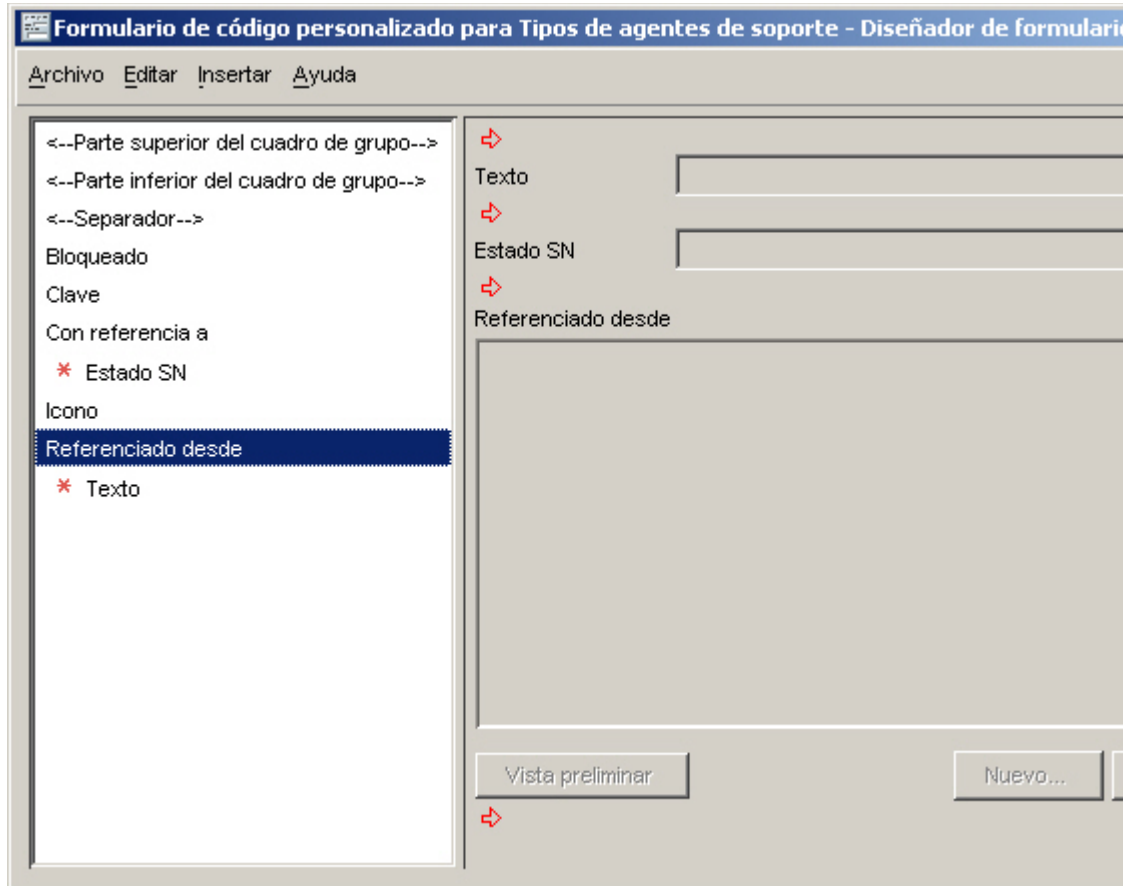 Formulario de código personalizado para Tipos de agentes de soporte - Diseñador de formulario
Archivo Editar Insertar Ayuda
<--Parte superior del cuadro de grupo-->
<--Parte inferior del cuadro de grupo-->
<--Separador-->
Bloqueado
Clave
Con referencia a
* Estado SN
Icono
Referenciado desde
* Texto
Texto
Estado SN
Referenciado desde
Vista preliminar
Nuevo...